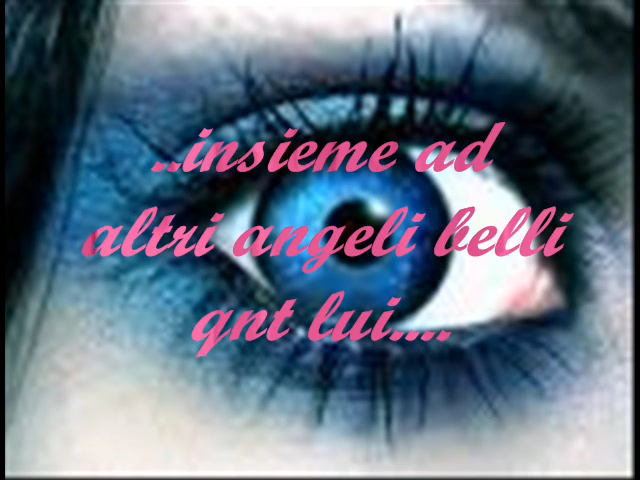 ..insieme ad
altri angeli belli
qnt lui....